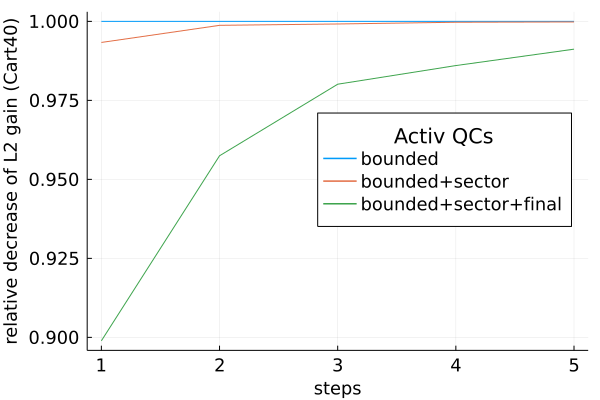 relative decrease of L2 gain (Cart40)
1.000
0.975
0.950
0.925
0.900
Activ QCs
bounded
bounded+sector
bounded+sector+final
1 2 3 4 5
steps